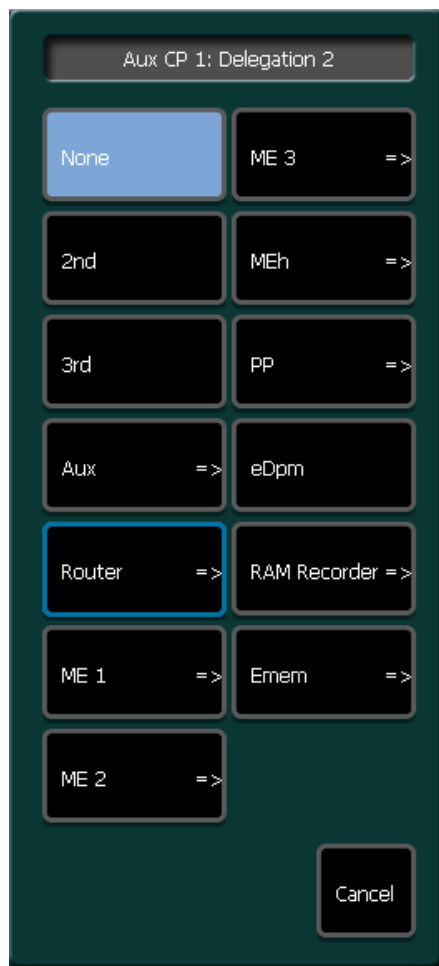 Aux CP 1: Delegation 2
None
ME 3 =>
2nd
MEh =>
3rd
PP =>
Aux =>
eDpm
Router =>
RAM Recorder =>
ME 1 =>
Emem =>
ME 2 =>
Cancel